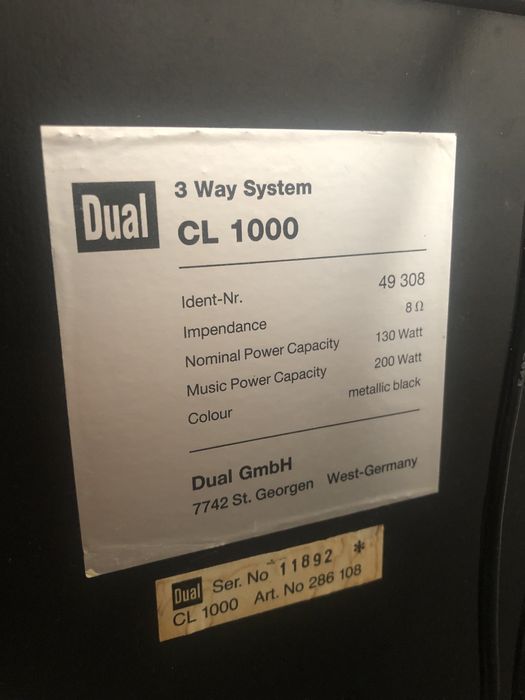 Dual
3 Way System
CL 1000
Ident-Nr. 49 308
Impendance 8 Ω
Nominal Power Capacity 130 Watt
Music Power Capacity 200 Watt
Colour metallic black
Dual GmbH
7742 St. Georgen West-Germany
Dual Ser. No 11892 *
CL 1000 Art. No 286 108